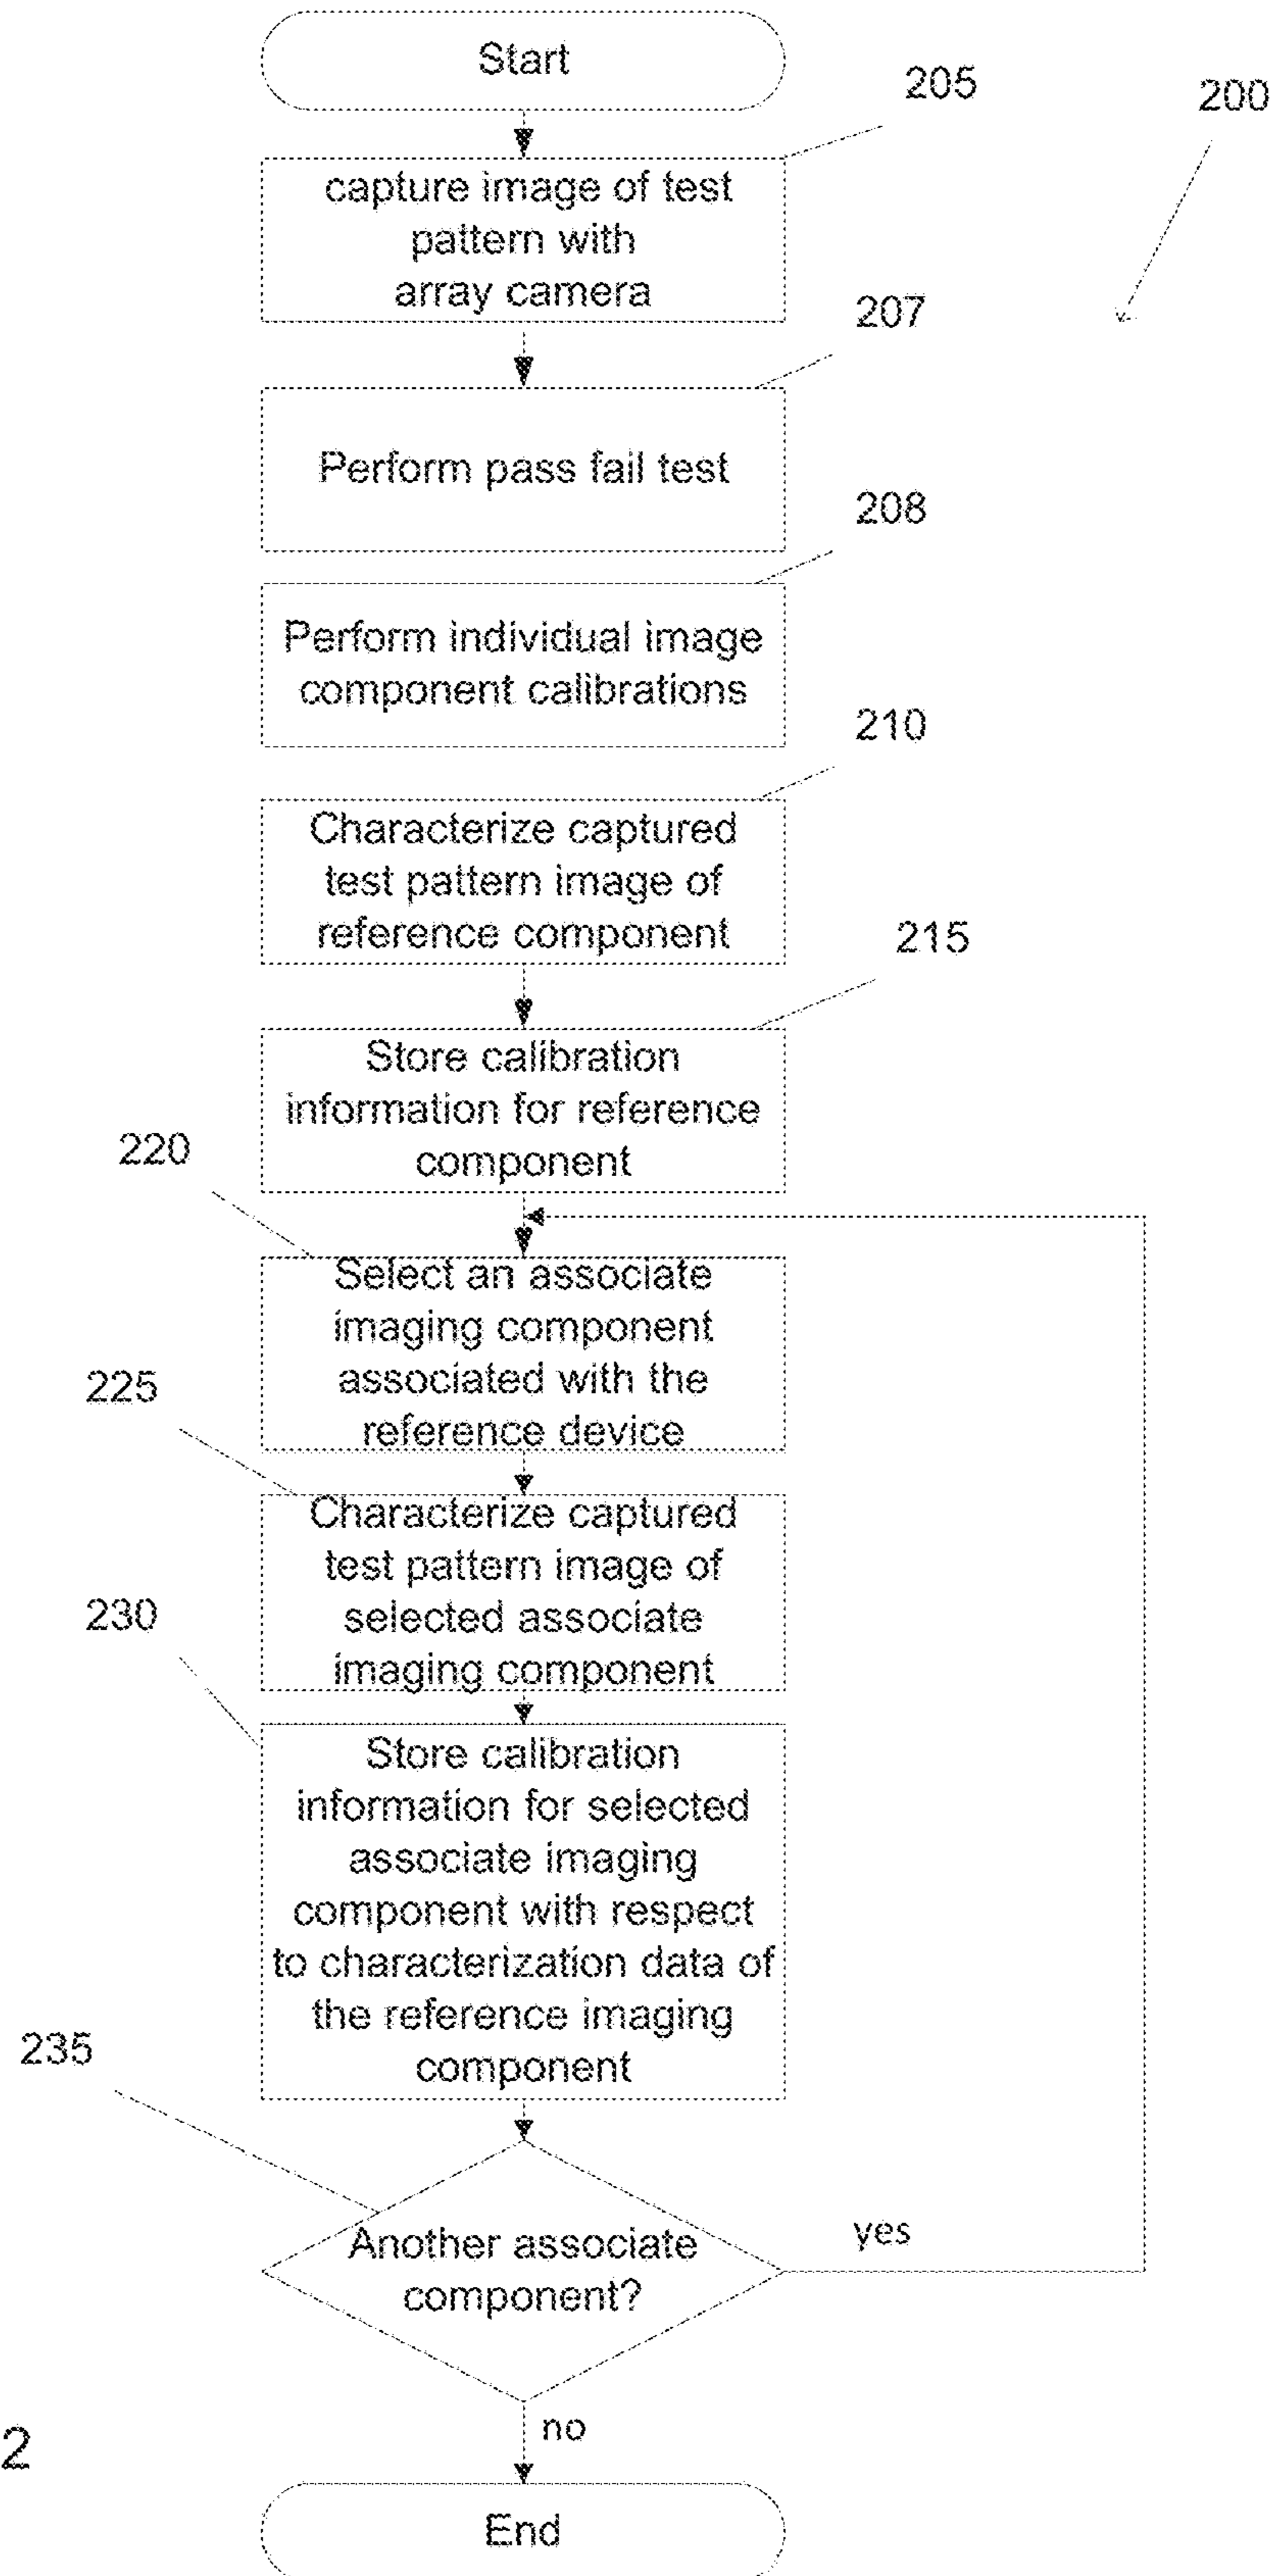 Start
205
200
capture image of test
pattern with
array camera
207
Perform pass fail test
208
Perform individual image
component calibrations
210
Characterize captured
test pattern image of
reference component
215
Store calibration
information for reference
component
220
Select an associate
imaging component
associated with the
reference device
225
Characterize captured
test pattern image of
selected associate
imaging component
230
Store calibration
information for selected
associate imaging
component with respect
to characterization data of
the reference imaging
component
235
Another associate
component?
yes
no
2
End